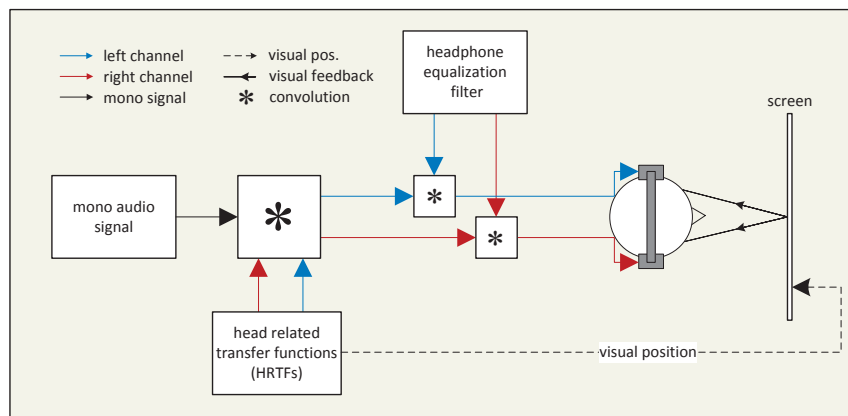 left channel
right channel
mono signal
visual pos.
visual feedback
* convolution
headphone
equalization
filter
screen
mono audio
signal
*
*
*
head related
transfer functions
(HRTFs)
visual position